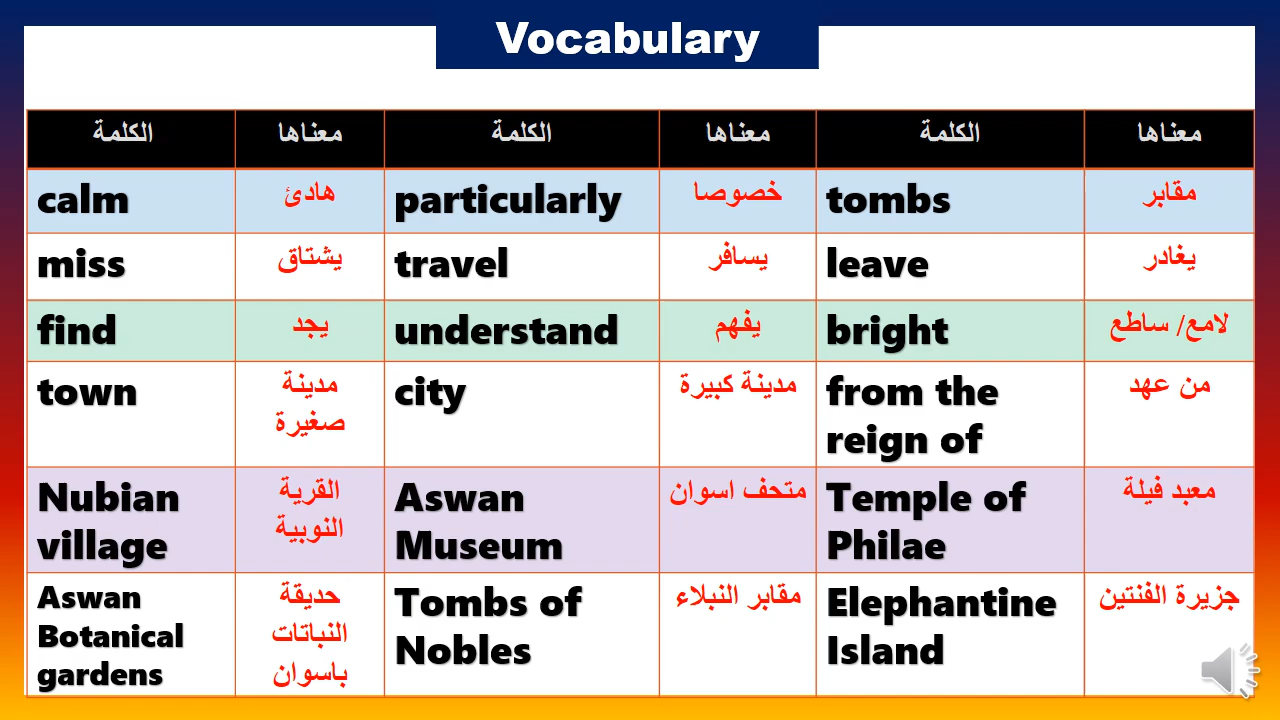 Vocabulary
الكلمة معناها الكلمة معناها الكلمة معناها
calm هادئ particularly خصوصا tombs مقابر
miss يشتاق travel يسافر leave يغادر
find يجد understand يفهم bright لامع/ ساطع
town مدينة city مدينة كبيرة from the من عهد
صغيرة reign of
Nubian القرية Aswan متحف اسوان Temple of معبد فيلة
village النوبية Museum Philae
Aswan حديقة Tombs of مقابر النبلاء Elephantine جزيرة الفنتين
Botanical النباتات Nobles Island
gardens باسوان